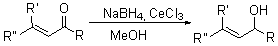 R' O NaBH4, CeCl3 R' OH
R" R MeOH R" R